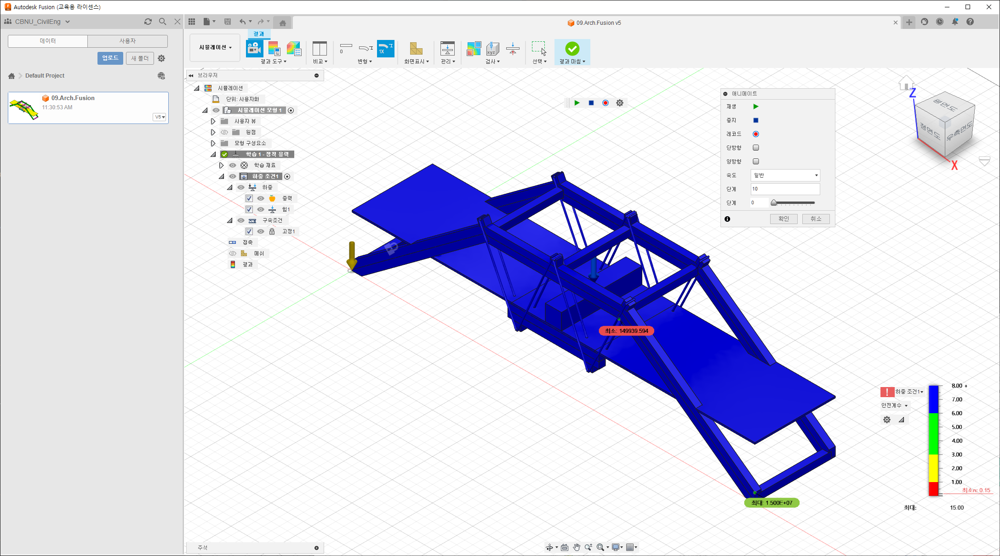 Autodesk Fusion (교육용 라이센스)
CBNU_CivilEng
09.Arch.Fusion v5
데이터
사용자
업로드
새 폴더
Default Project
09.Arch.Fusion
11:30:53 AM
V5
결과
시뮬레이션
결과 도구
비교
0
1X
변형
화면표시
관리
xyz
검사
선택
결과 마침
브라우저
시뮬레이션
단위: 사용자화
시뮬레이션 모형 1
사용자 뷰
원점
모형 구성요소
학습 1 - 정적 응력
학습 재료
하중 조건1
하중
중력
힘1
구속조건
고정1
접촉
메쉬
결과
애니메이트
재생
중지
레코드
단방향
양방향
속도
일반
단계
10
단계
0
확인
취소
Z
평면도
정면도
우측면도
X
최소: 149939.594
최대: 1.500E+07
하중 조건1
안전계수
8.00 +
7.00
6.00
5.00
4.00
3.00
2.00
1.00
최소n: 0.15
최대:
15.00
주석